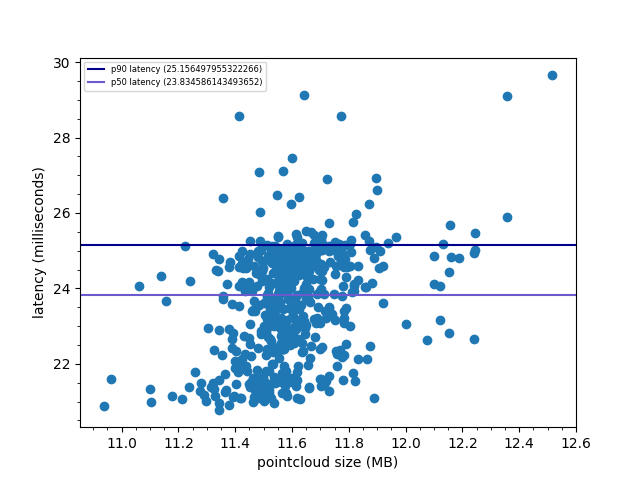 30
p90 latency (25.156497955322266)
p50 latency (23.834586143493652)
28
26
24
22
latency (milliseconds)
11.0 11.2 11.4 11.6 11.8 12.0 12.2 12.4 12.6
pointcloud size (MB)